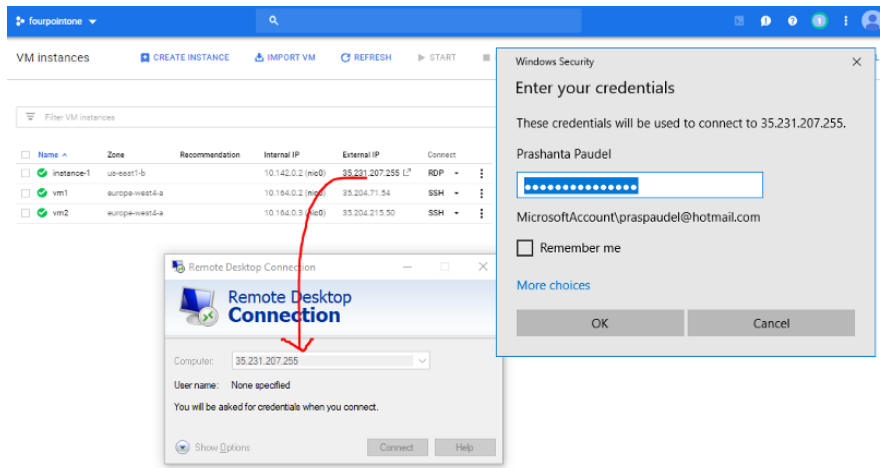 fourpointone
1
VM instances
CREATE INSTANCE
IMPORT VM
REFRESH
START
Filter VM instances
Name Zone Recommendation Internal IP External IP Connect
instance-1 us-east1-b 10.142.0.2 (nic0) 35.231.207.255 RDP
vm1 europe-west4-a 10.164.0.2 (nic0) 35.204.71.54 SSH
vm2 europe-west4-a 10.164.0.3 (nic0) 35.204.215.50 SSH
Windows Security
Enter your credentials
These credentials will be used to connect to 35.231.207.255.
Prashanta Paudel
MicrosoftAccount\praspaudel@hotmail.com
Remember me
More choices
OK Cancel
Remote Desktop Connection
Remote Desktop
Connection
Computer: 35.231.207.255
User name: None specified
You will be asked for credentials when you connect.
Show Options Connect Help